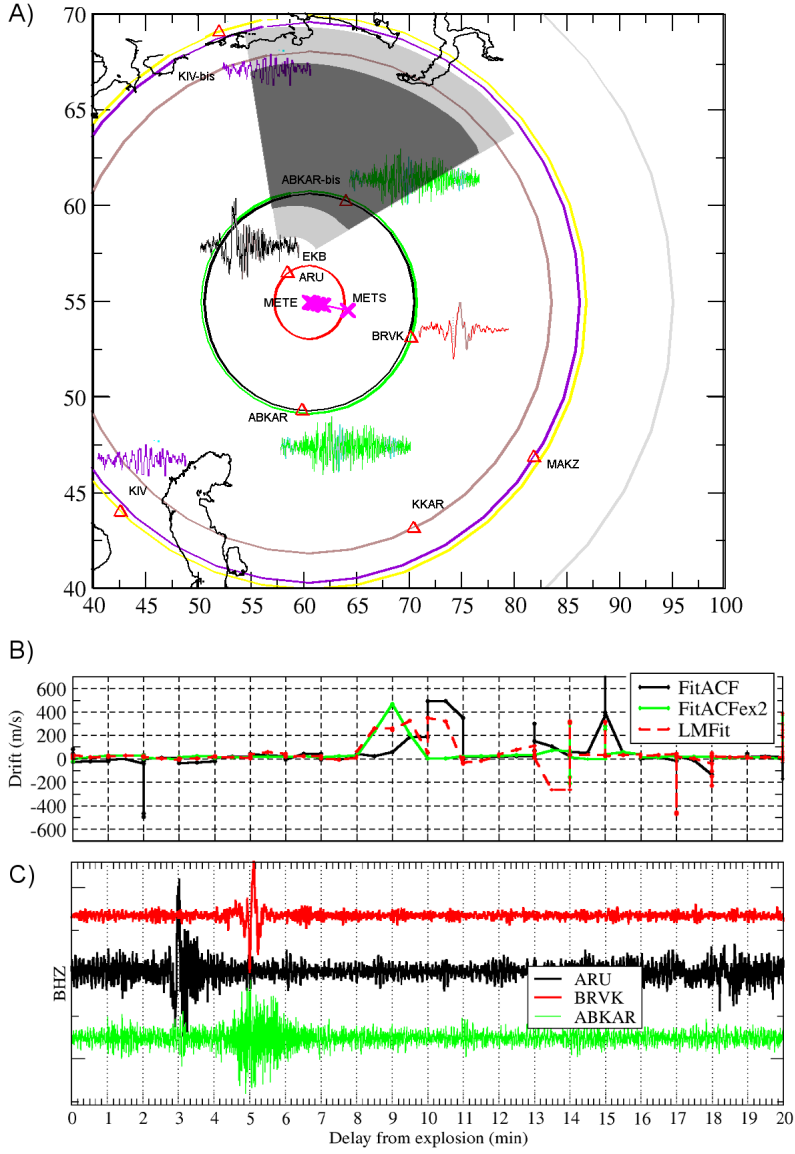 A)
70
65
60
55
50
45
40
KIV-bis
ABKAR-bis
EKB
ARU
METE
METS
BRVK
ABKAR
MAKZ
KIV
KKAR
40 45 50 55 60 65 70 75 80 85 90 95 100
B)
Drift (m/s)
600
400
200
0
-200
-400
-600
FitACF
FitACFex2
LMFit
C)
BHZ
ARU
BRVK
ABKAR
0 1 2 3 4 5 6 7 8 9 10 11 12 13 14 15 16 17 18 19 20
Delay from explosion (min)